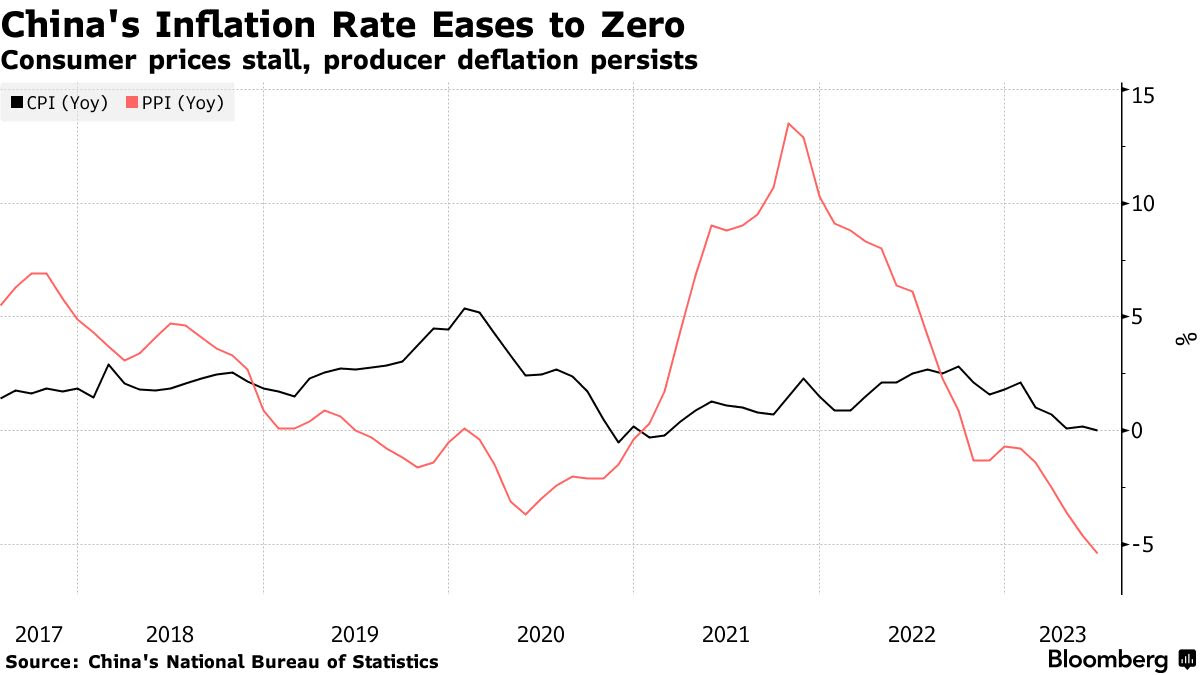 China's Inflation Rate Eases to Zero
Consumer prices stall, producer deflation persists
CPI (Yoy) PPI (Yoy)
15
10
5
%
0
-5
2017 2018 2019 2020 2021 2022 2023
Source: China's National Bureau of Statistics
Bloomberg